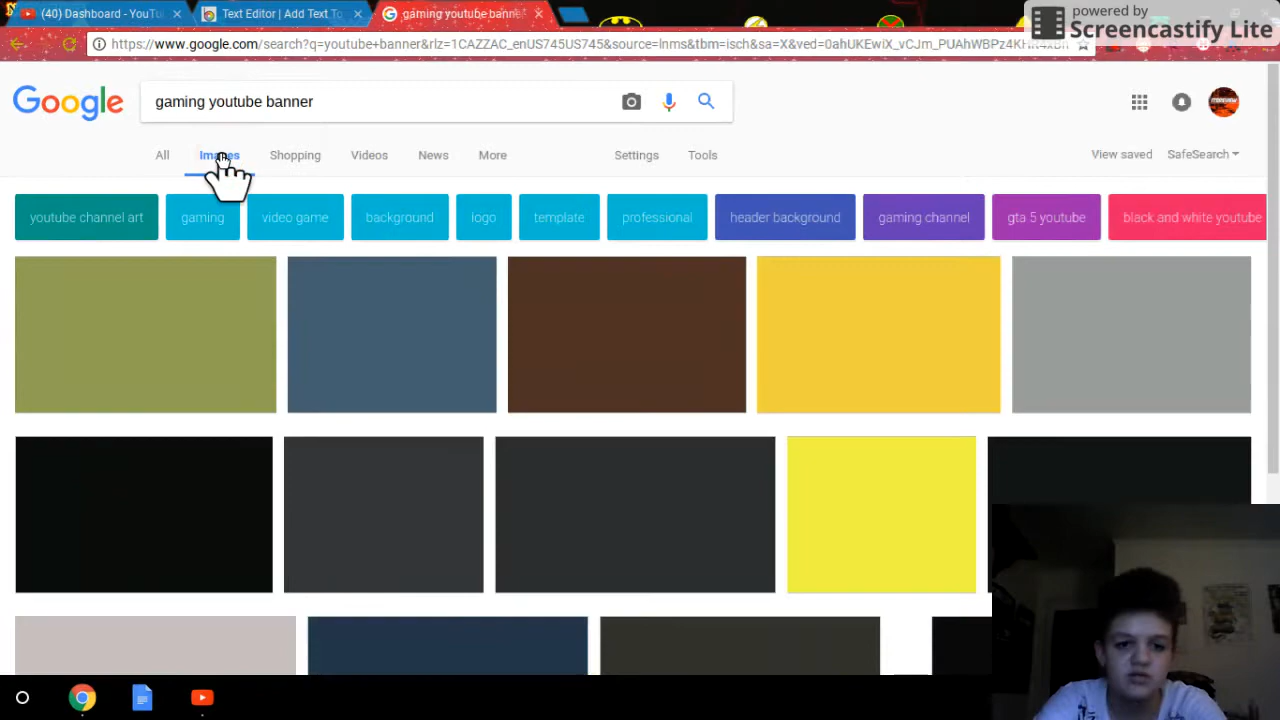 (40) Dashboard - YouTu
Text Editor | Add Text To
gaming youtube banner
powered by
Screencastify Lite
https://www.google.com/search?q=youtube+banner&rlz=1CAZZAC_enUS745US745&source=lnms&tbm=isch&sa=X&ved=
Google
gaming youtube banner
All
Images
Shopping
Videos
News
More
Settings
Tools
View saved
SafeSearch
youtube channel art
gaming
video game
background
logo
template
professional
header background
gaming channel
gta 5 youtube
black and white youtube